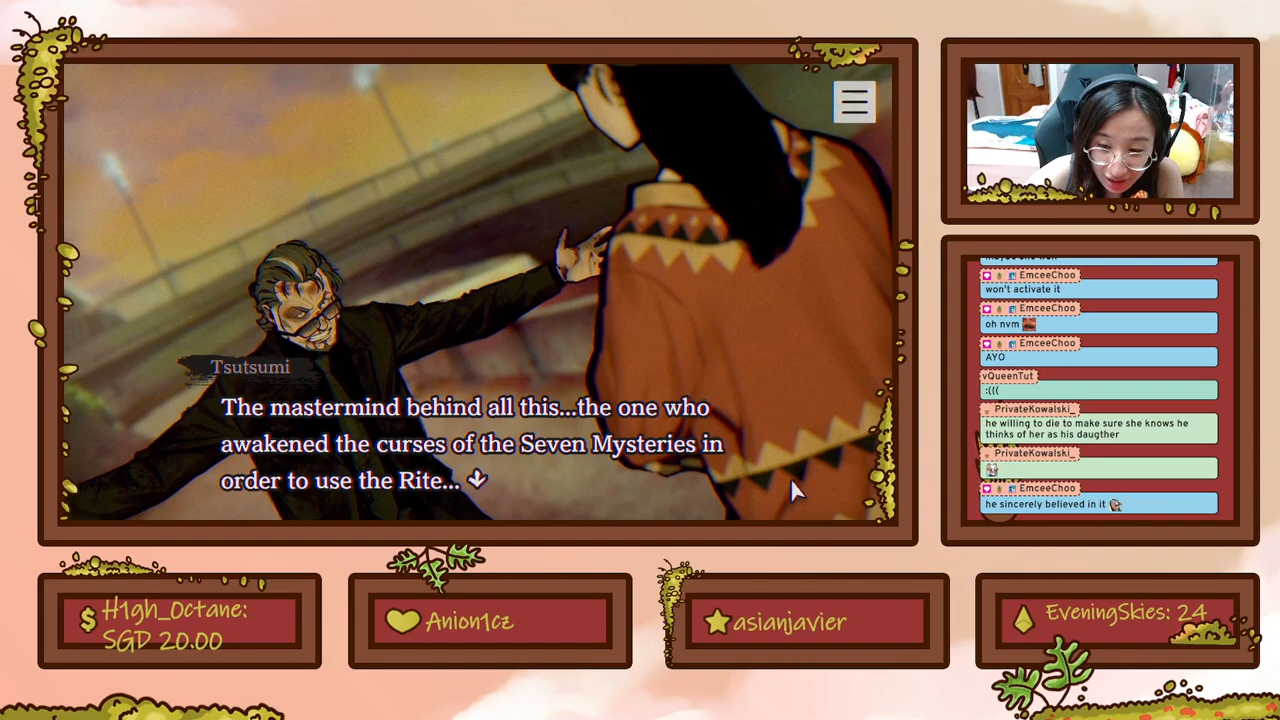 Tsutsumi
The mastermind behind all this...the one who
awakened the curses of the Seven Mysteries in
order to use the Rite...
EmceeChoo
won't activate it
EmceeChoo
oh nvm
EmceeChoo
AYO
vQueenTut
:(((
PrivateKowalski_
he willing to die to make sure she knows he
thinks of her as his daugther
PrivateKowalski_
EmceeChoo
he sincerely believed in it
$ H1gh_Octane:
SGD 20.00
Anion1cz
asianjavier
EveningSkies: 24